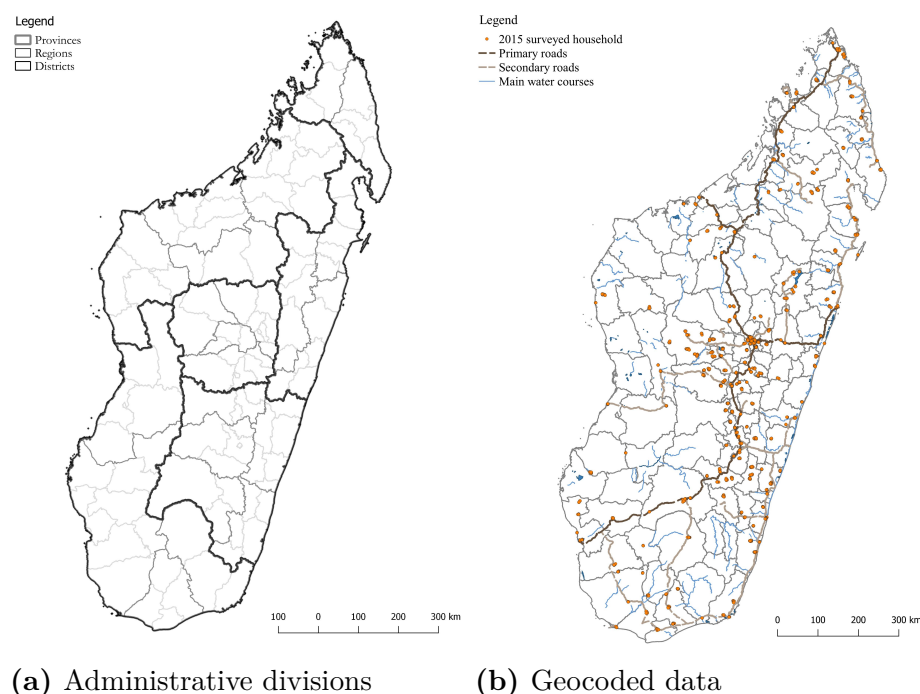 Legend
Provinces
Regions
Districts
100 0 100 200 300 km
(a) Administrative divisions
Legend
2015 surveyed household
Primary roads
Secondary roads
Main water courses
0 100 200 300 km
(b) Geocoded data